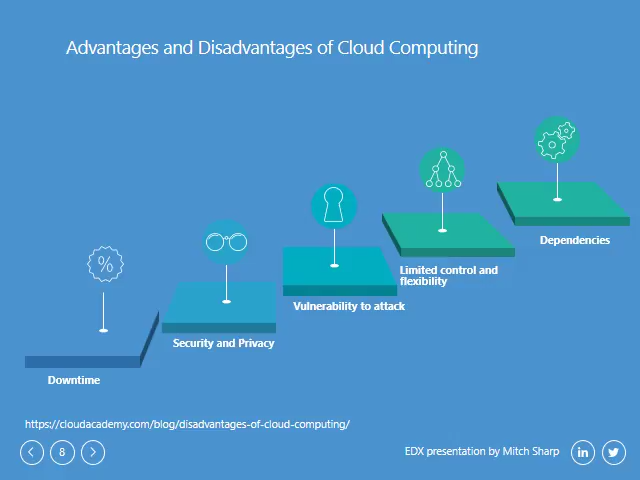 Advantages and Disadvantages of Cloud Computing
%
Downtime
Security and Privacy
Vulnerability to attack
Limited control and
flexibility
Dependencies
https://cloudacademy.com/blog/disadvantages-of-cloud-computing/
8
EDX presentation by Mitch Sharp
in